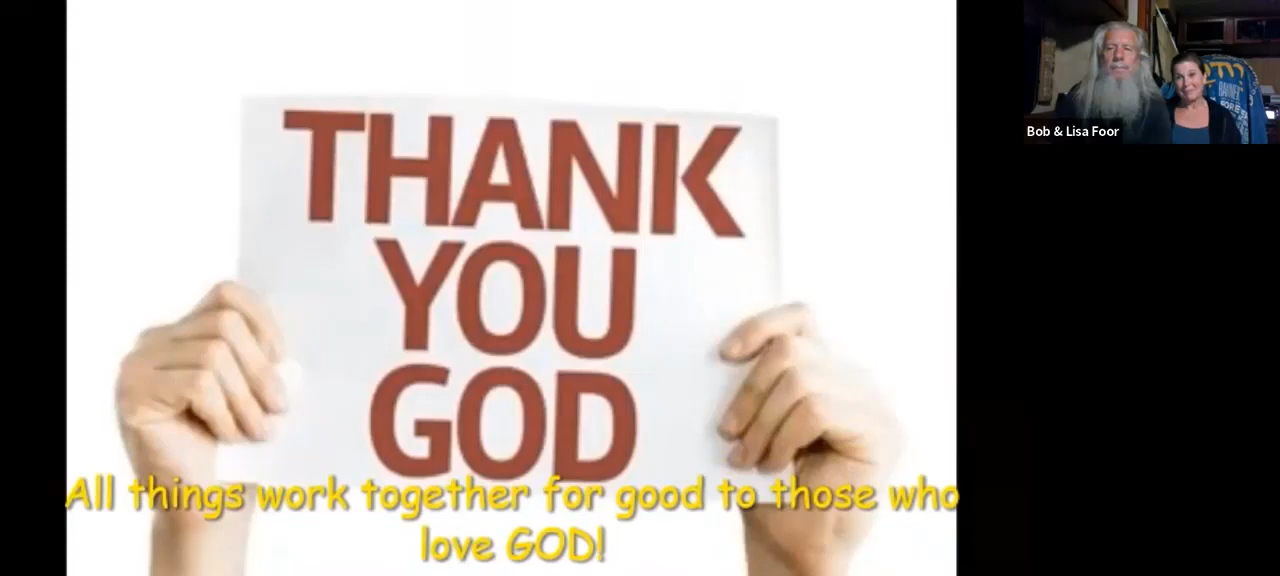 THANK
YOU
GOD
All things work together for good to those who
love GOD!
Bob & Lisa Foor